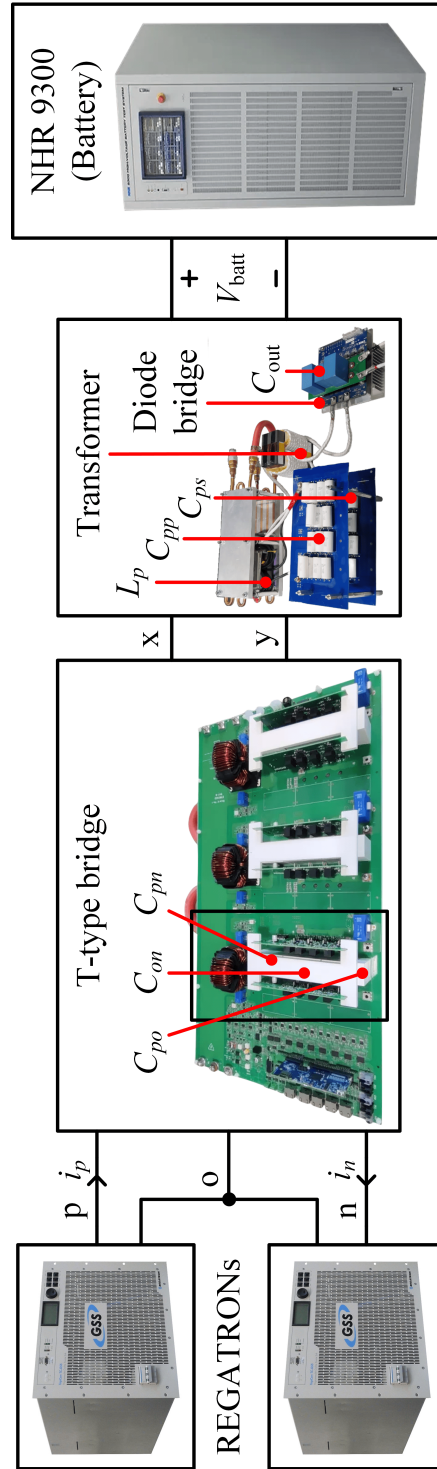 REGATRONs
GSS
GSS
p
i_p
o
n
i_n
T-type bridge
C_po
C_on
C_pn
x
y
Transformer
Diode
bridge
L_p
C_pp
C_ps
C_out
+
V_batt
-
NHR 9300
(Battery)